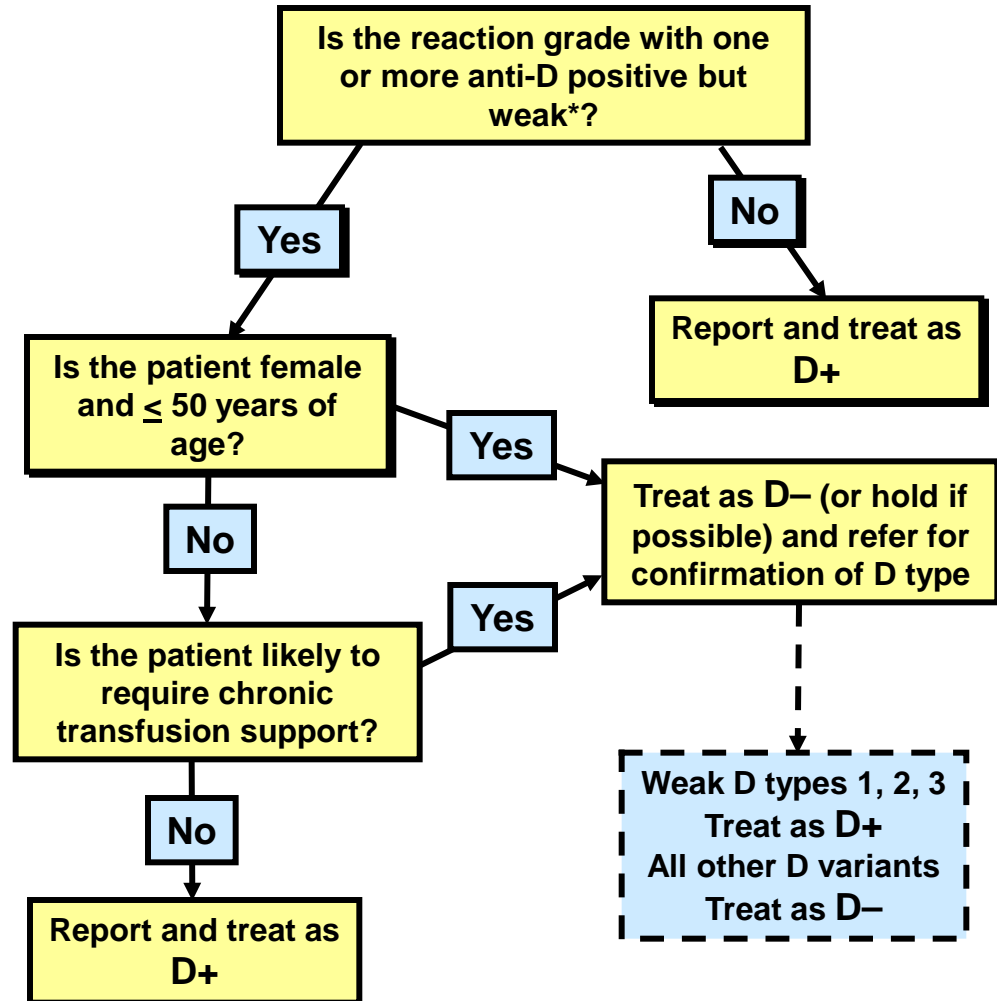 Is the reaction grade with one
or more anti-D positive but
weak*?
Yes
No
Report and treat as
D+
Is the patient female
and ≤ 50 years of
age?
Yes
No
Treat as D– (or hold if
possible) and refer for
confirmation of D type
Yes
Is the patient likely to
require chronic
transfusion support?
No
Weak D types 1, 2, 3
Treat as D+
All other D variants
Treat as D–
Report and treat as
D+